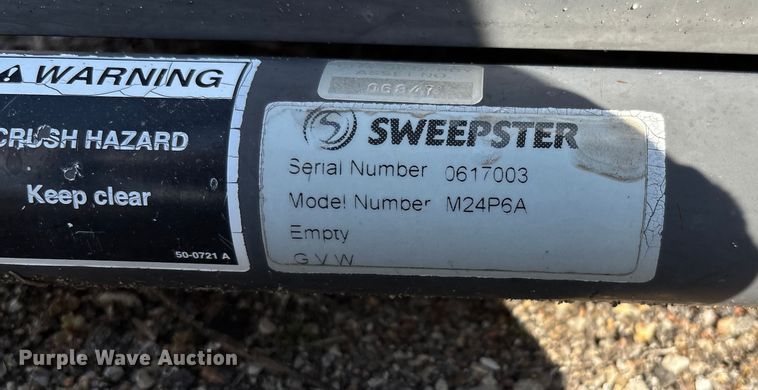 WARNING
CRUSH HAZARD
Keep clear
50-0721 A
06847
SWEEPSTER
Serial Number 0617003
Model Number M24P6A
Empty
G V W
Purple Wave Auction